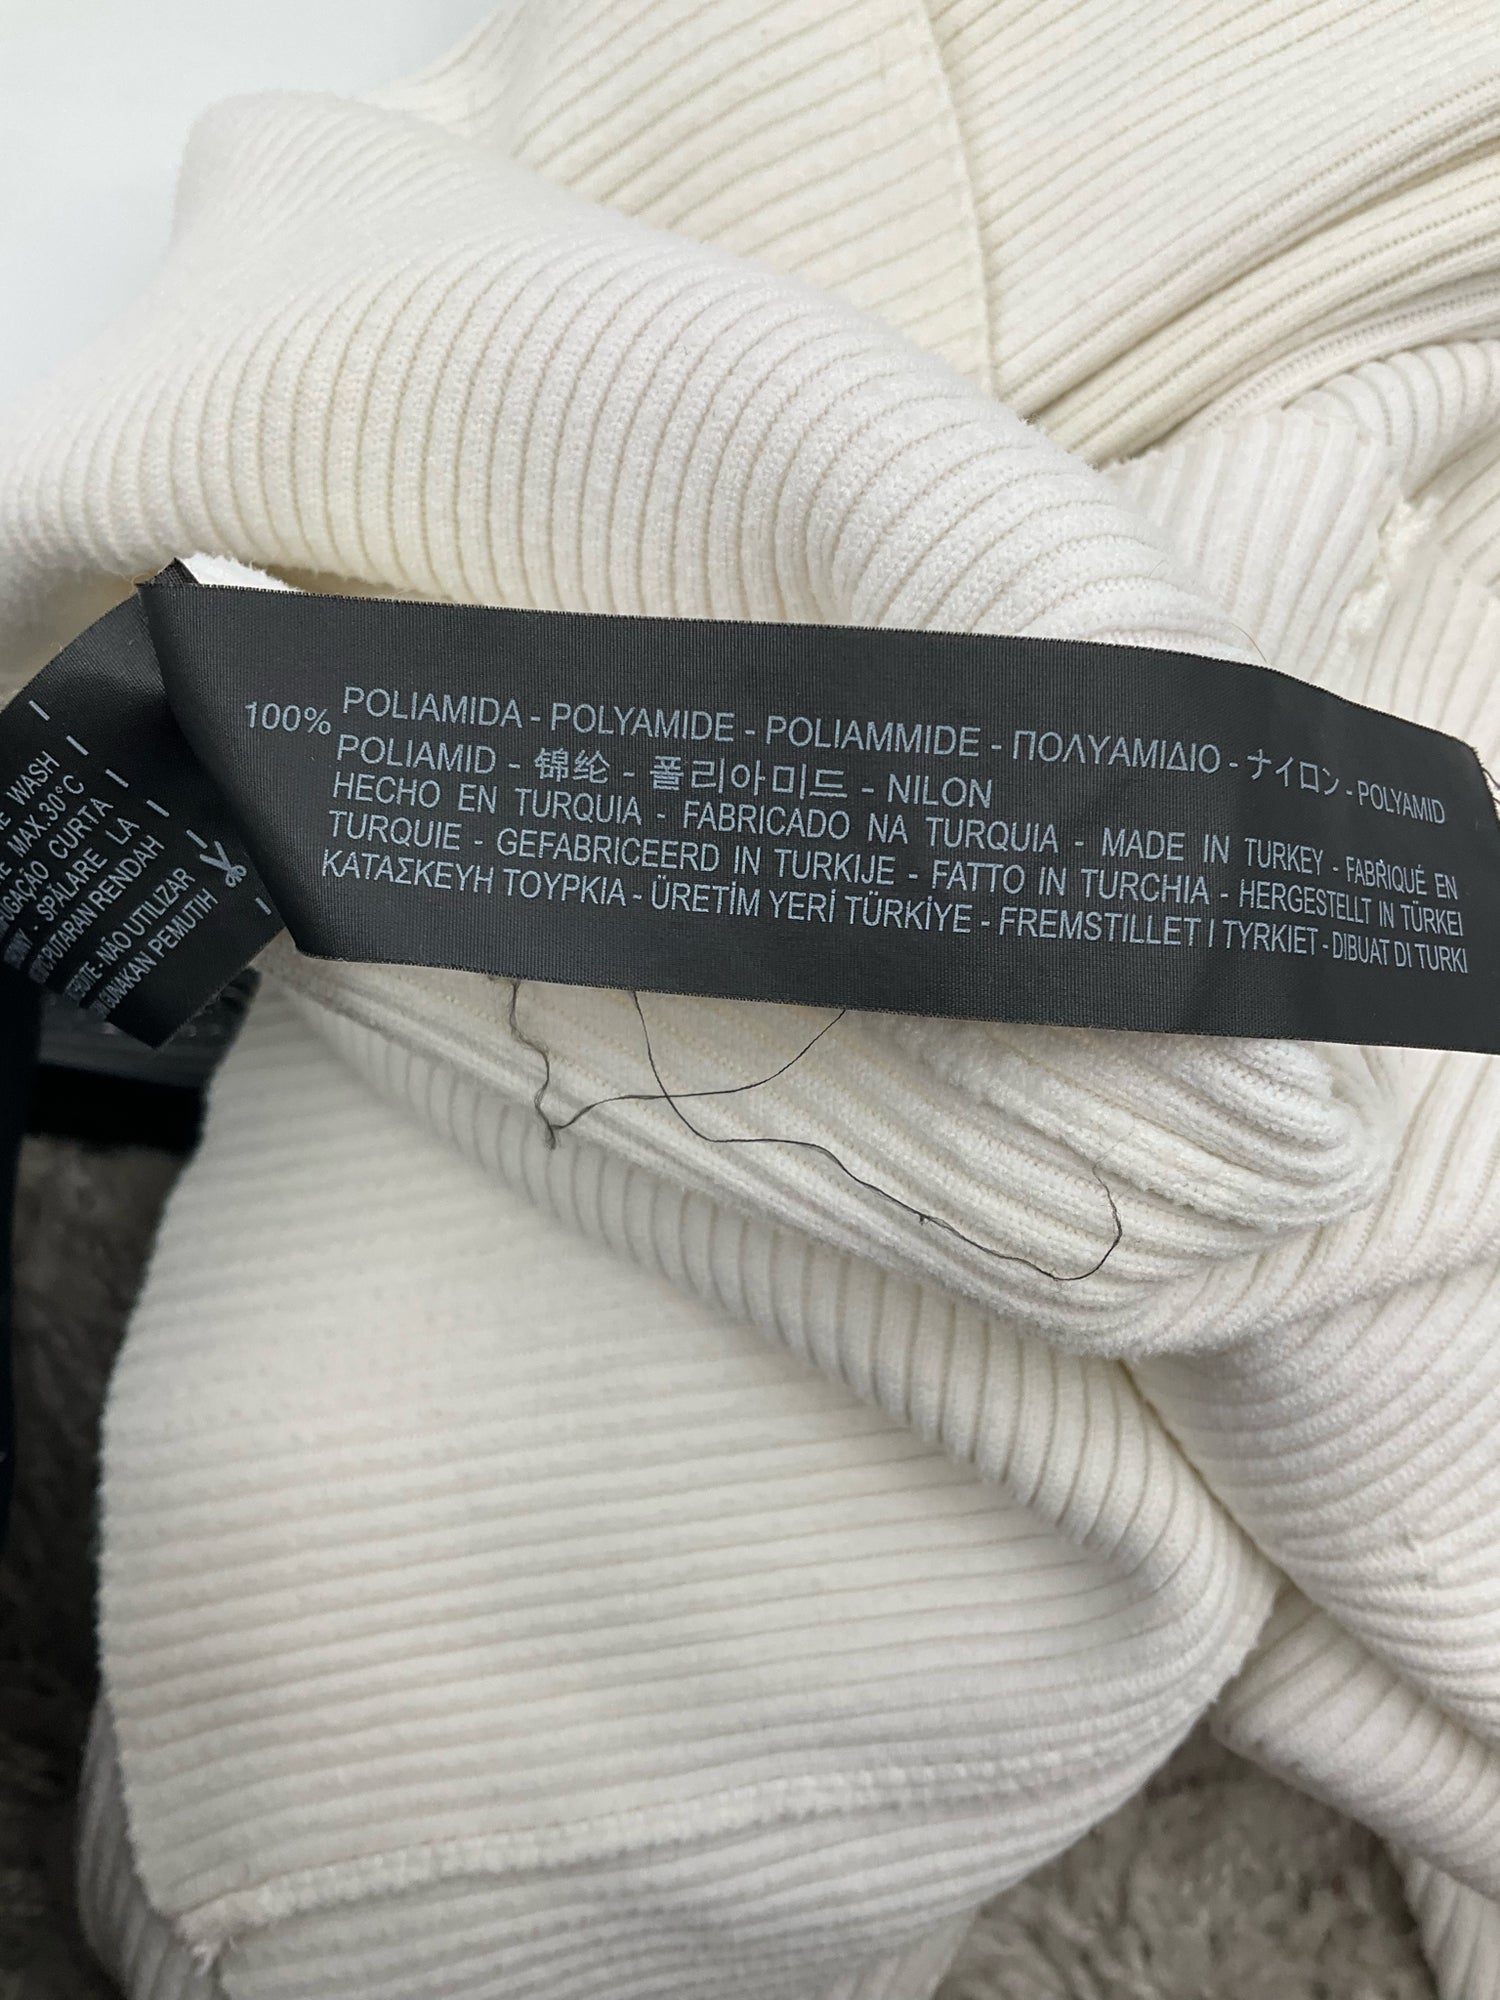 100% POLIAMIDA - POLYAMIDE - POLIAMMIDE - ΠΟΛΥΑΜΙΔΙΟ - ナイロン - POLYAMID
POLIAMID - 锦纶 - 폴리아미드 - NILON
HECHO EN TURQUIA - FABRICADO NA TURQUIA - MADE IN TURKEY - FABRIQUÉ EN
TURQUIE - GEFABRICEERD IN TURKIJE - FATTO IN TURCHIA - HERGESTELLT IN TÜRKEI
ΚΑΤΑΣΚΕΥΗ ΤΟΥΡΚΙΑ - ÜRETİM YERİ TÜRKİYE - FREMSTILLET I TYRKIET - DIBUAT DI TURKI
WASH
MAX.30°C
CURTA
SPĂLARE LA
PUTARAN RENDAH
NÃO UTILIZAR
GUNAKAN PEMUTIH